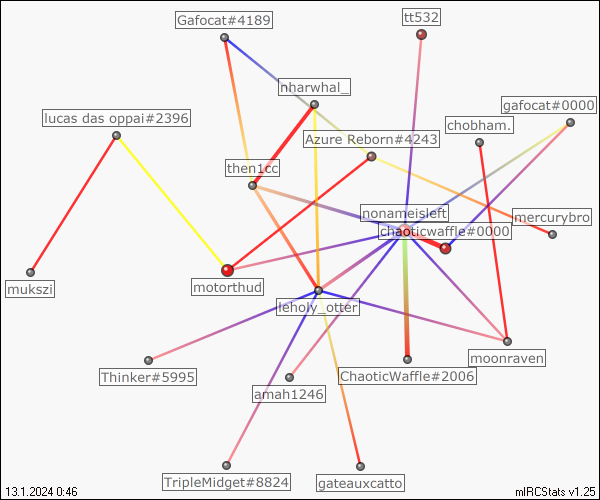 Gafocat#4189
tt532
nharwhal_
gafocat#0000
lucas das oppai#2396
chobham.
Azure Reborn#4243
then1cc
nonameisleft
mercurybro
chaoticwaffle#0000
mukszi
motorthud
leholy_otter
moonraven
Thinker#5995
ChaoticWaffle#2006
amah1246
TripleMidget#8824
gateauxcatto
13.1.2024 0:46
mIRCStats v1.25